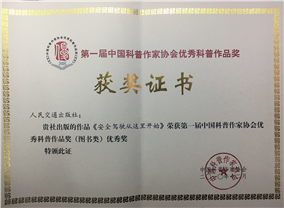 第一届中国科普作家协会优秀科普作品奖
获奖证书
人民交通出版社：
贵社出版的作品《安全驾驶从这里开始》荣获第一届中国科普作家协会优
秀科普作品奖（图书类）优秀奖
特颁此证